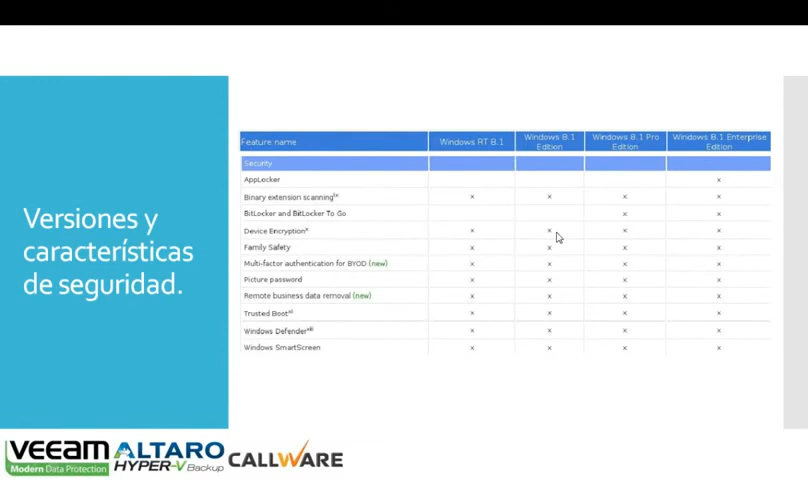 Versiones y
características
de seguridad.
Feature name Windows RT 8.1 Windows 8.1 Edition Windows 8.1 Pro Edition Windows 8.1 Enterprise Edition
Security
AppLocker x
Binary extension scanning x x x x
BitLocker and BitLocker To Go x x
Device Encryption x x x x
Family Safety x x x x
Multi-factor authentication for BYOD (new) x x x x
Picture password x x x x
Remote business data removal (new) x x x x
Trusted Boot x x x x
Windows Defender x x x x
Windows SmartScreen x x x x
veeam
Modern Data Protection
ALTARO
HYPER-V Backup
CALLWARE